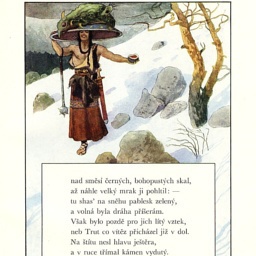 nad směsí černých, bohopustých skal,
až náhle velký mrak ji pohltil: —
tu shas' na sněhu pablesk zelený,
a volná byla dráha příšerám.
Však bylo pozdě pro jich lítý vztek,
neb Trut co vítěz přicházel již v dol.
Na štítu nesl hlavu ještěra,
a v ruce třímal kámen vydutý.